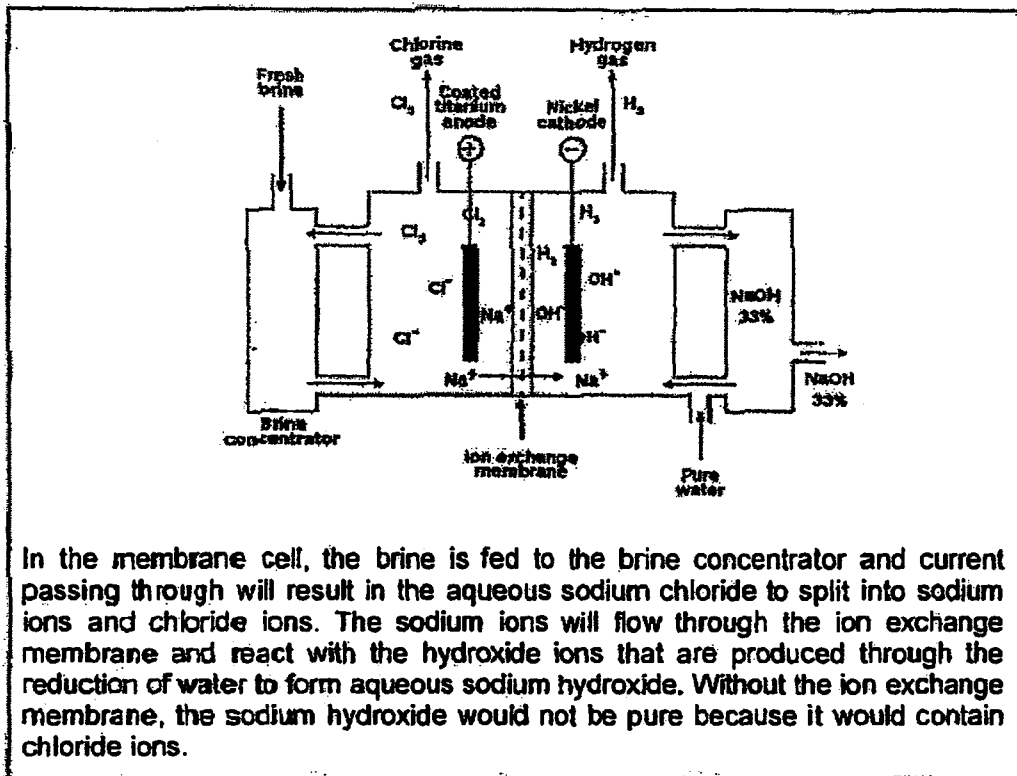 Chlorine gas
Hydrogen gas
Fresh brine
Cl₂
Coated titanium anode
Nickel cathode
H₂
+
−
Cl₂
H₂
Cl₂
H₂
Cl⁻
OH⁻
Na⁺
OH⁻
NaOH 33%
Cl⁻
OH⁻
Na⁺
Na⁺
NaOH 33%
Brine concentrator
Ion exchange membrane
Pure water
In the membrane cell, the brine is fed to the brine concentrator and current
passing through will result in the aqueous sodium chloride to split into sodium
ions and chloride ions. The sodium ions will flow through the ion exchange
membrane and react with the hydroxide ions that are produced through the
reduction of water to form aqueous sodium hydroxide. Without the ion exchange
membrane, the sodium hydroxide would not be pure because it would contain
chloride ions.